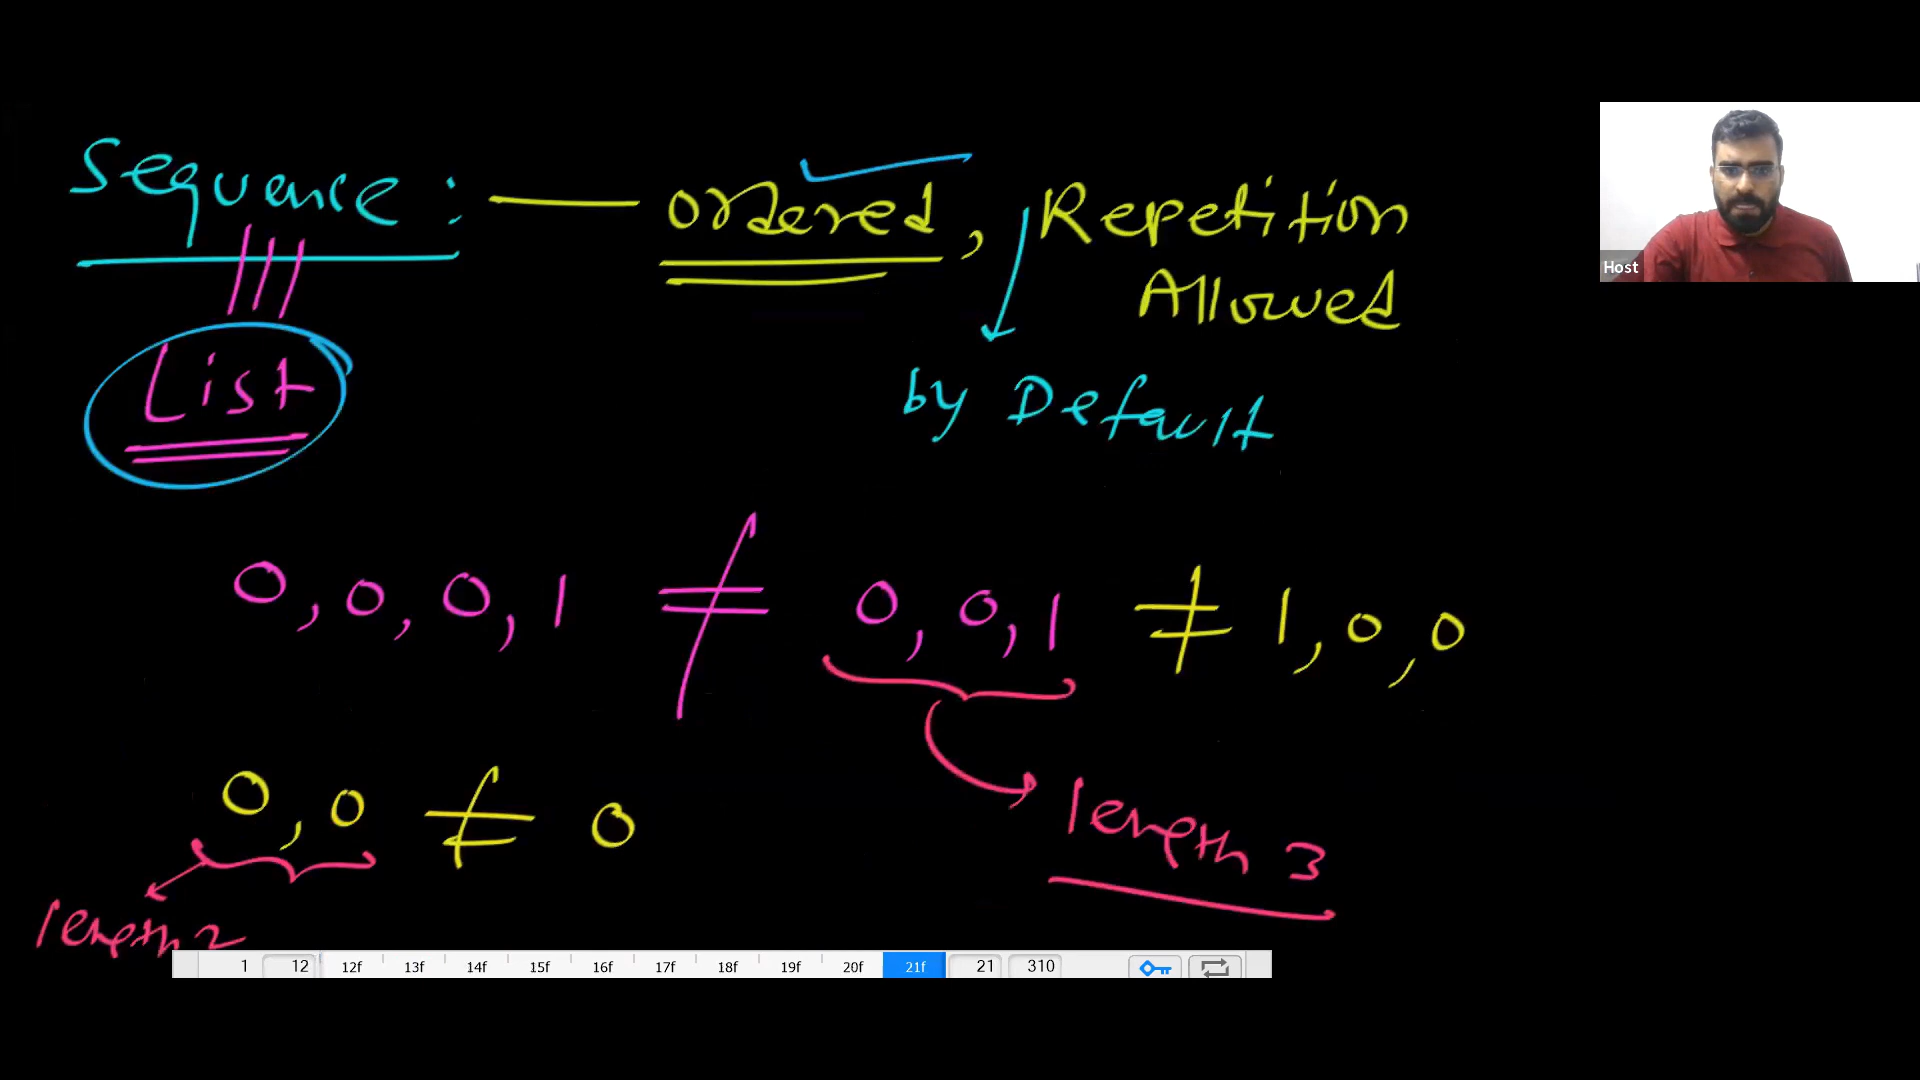 Sequence : — ordered, Repetition
Allowed
List
by Default
0, 0, 0, 1 ≠ 0, 0, 1 ≠ 1, 0, 0
0, 0 ≠ 0
length 3
length 2
Host
1 12 12f 13f 14f 15f 16f 17f 18f 19f 20f 21f 21 310